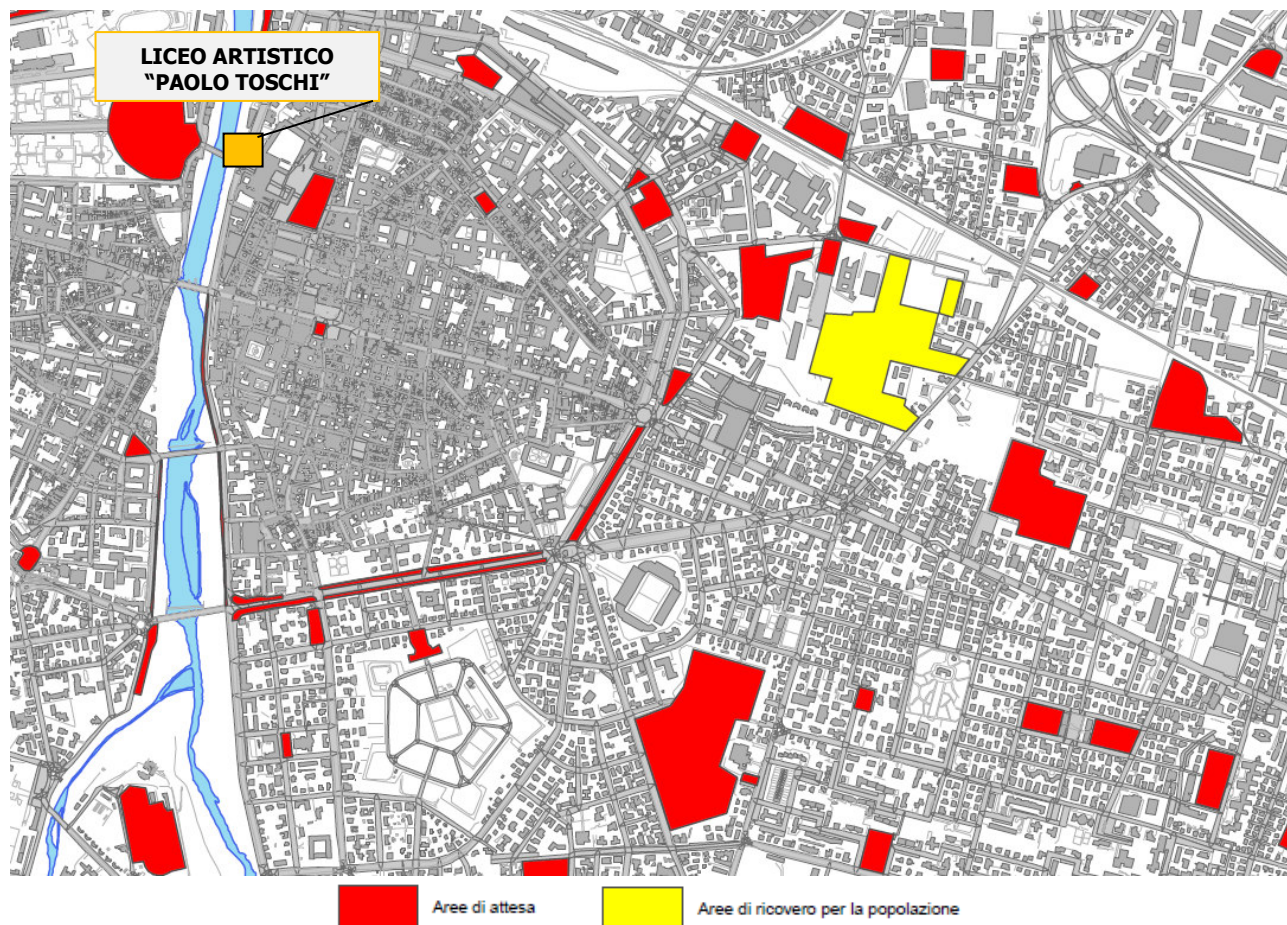 LICEO ARTISTICO
“PAOLO TOSCHI”
Aree di attesa
Aree di ricovero per la popolazione